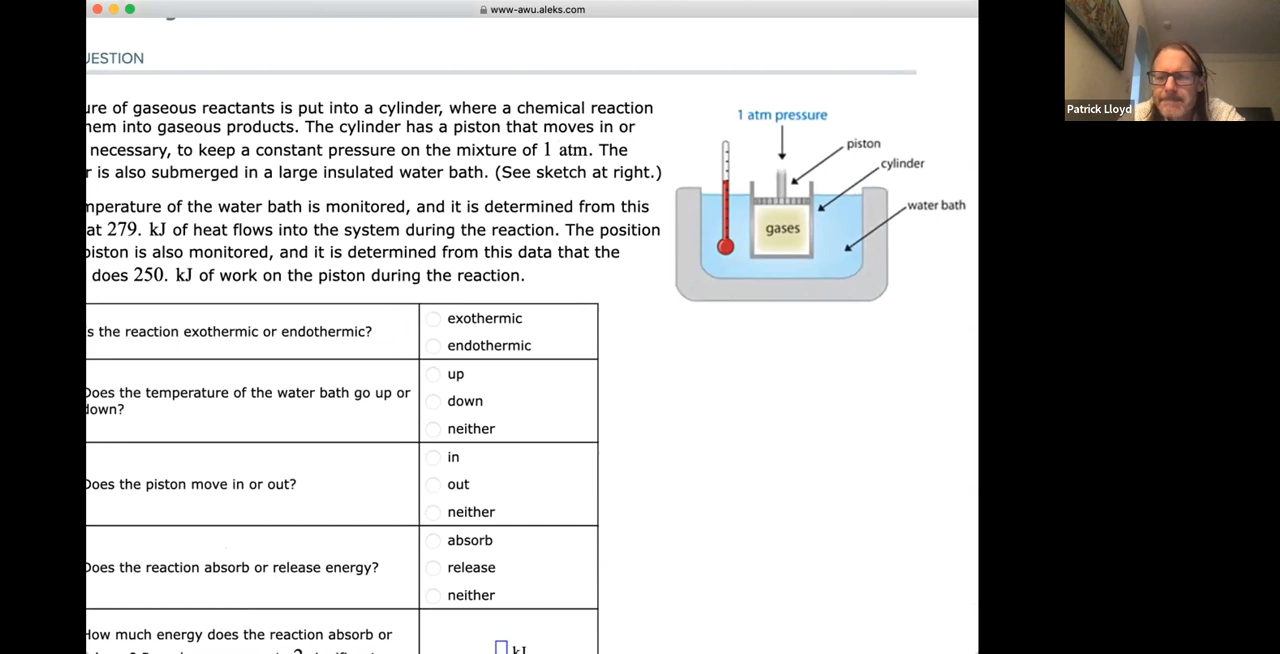 www-awu.aleks.com
UESTION
ure of gaseous reactants is put into a cylinder, where a chemical reaction
hem into gaseous products. The cylinder has a piston that moves in or
necessary, to keep a constant pressure on the mixture of 1 atm. The
r is also submerged in a large insulated water bath. (See sketch at right.)
mperature of the water bath is monitored, and it is determined from this
at 279. kJ of heat flows into the system during the reaction. The position
piston is also monitored, and it is determined from this data that the
does 250. kJ of work on the piston during the reaction.
1 atm pressure
piston
cylinder
water bath
gases
Is the reaction exothermic or endothermic?
exothermic
endothermic
Does the temperature of the water bath go up or
down?
up
down
neither
Does the piston move in or out?
in
out
neither
Does the reaction absorb or release energy?
absorb
release
neither
How much energy does the reaction absorb or
kJ
Patrick Lloyd